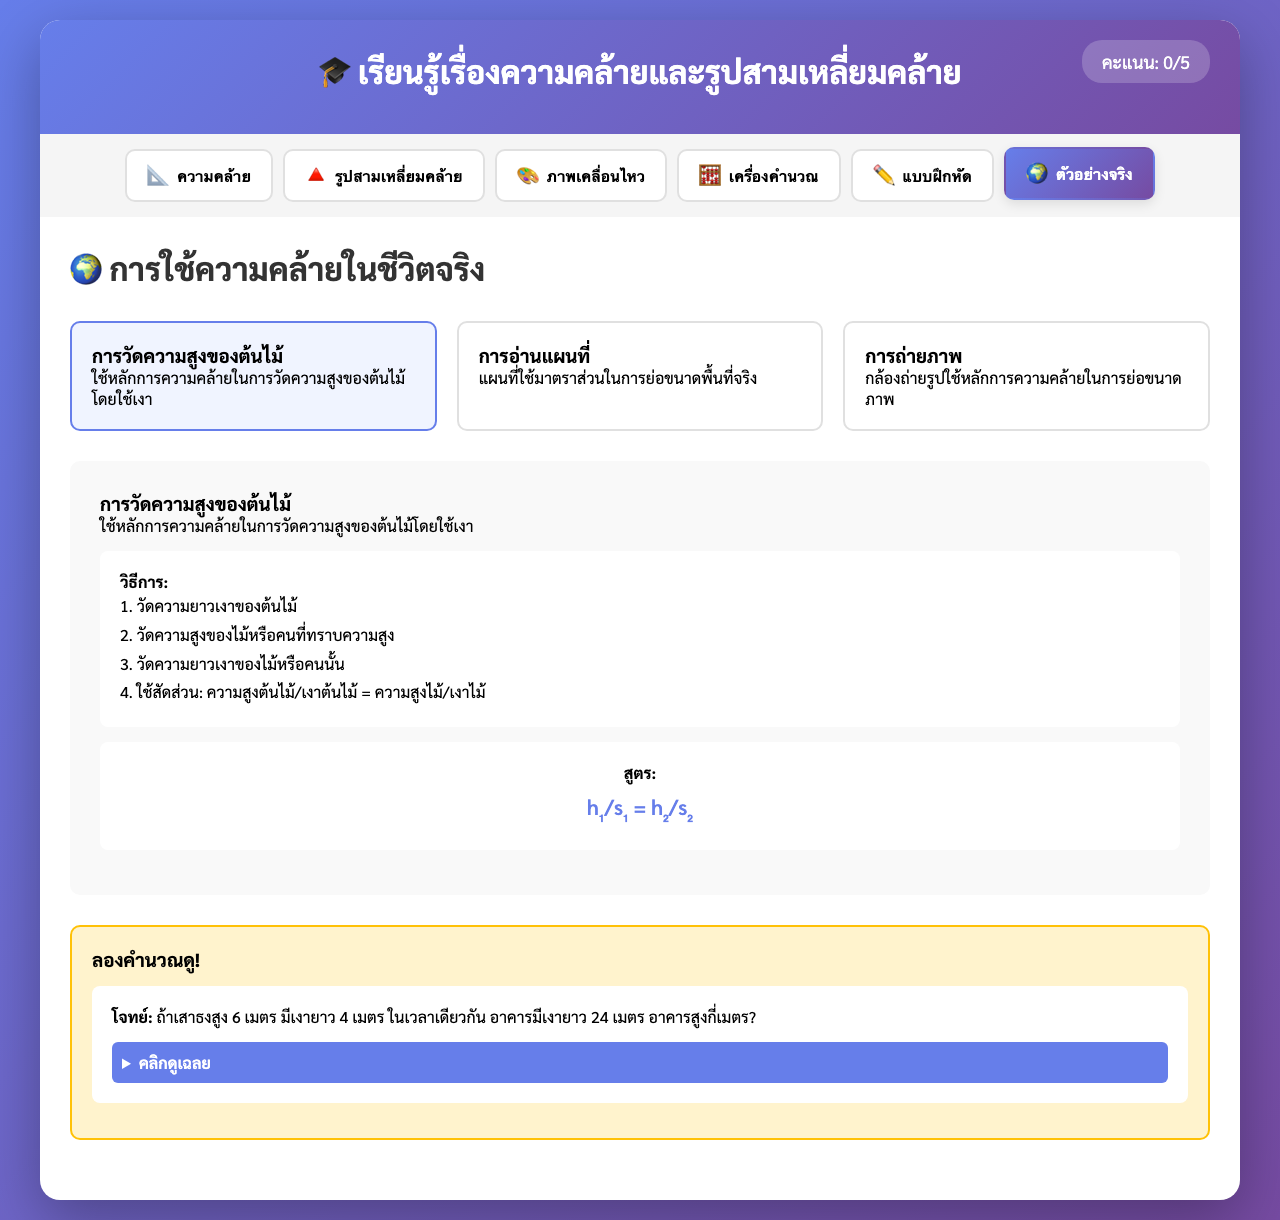 🎓 เรียนรู้เรื่องความคล้ายและรูปสามเหลี่ยมคล้าย
คะแนน: 0/5
📐 ความคล้าย
🔺 รูปสามเหลี่ยมคล้าย
🎨 ภาพเคลื่อนไหว
🧮 เครื่องคำนวณ
✏️ แบบฝึกหัด
🌍 ตัวอย่างจริง
🌍 การใช้ความคล้ายในชีวิตจริง
การวัดความสูงของต้นไม้
ใช้หลักการความคล้ายในการวัดความสูงของต้นไม้
โดยใช้เงา
การอ่านแผนที่
แผนที่ใช้มาตราส่วนในการย่อขนาดพื้นที่จริง
การถ่ายภาพ
กล้องถ่ายรูปใช้หลักการความคล้ายในการย่อขนาด
ภาพ
การวัดความสูงของต้นไม้
ใช้หลักการความคล้ายในการวัดความสูงของต้นไม้โดยใช้เงา
วิธีการ:
1. วัดความยาวเงาของต้นไม้
2. วัดความสูงของไม้หรือคนที่ทราบความสูง
3. วัดความยาวเงาของไม้หรือคนนั้น
4. ใช้สัดส่วน: ความสูงต้นไม้/เงาต้นไม้ = ความสูงไม้/เงาไม้
สูตร:
h₁/s₁ = h₂/s₂
ลองคำนวณดู!
โจทย์: ถ้าเสาธงสูง 6 เมตร มีเงายาว 4 เมตร ในเวลาเดียวกัน อาคารมีเงายาว 24 เมตร อาคารสูงกี่เมตร?
▶ คลิกดูเฉลย